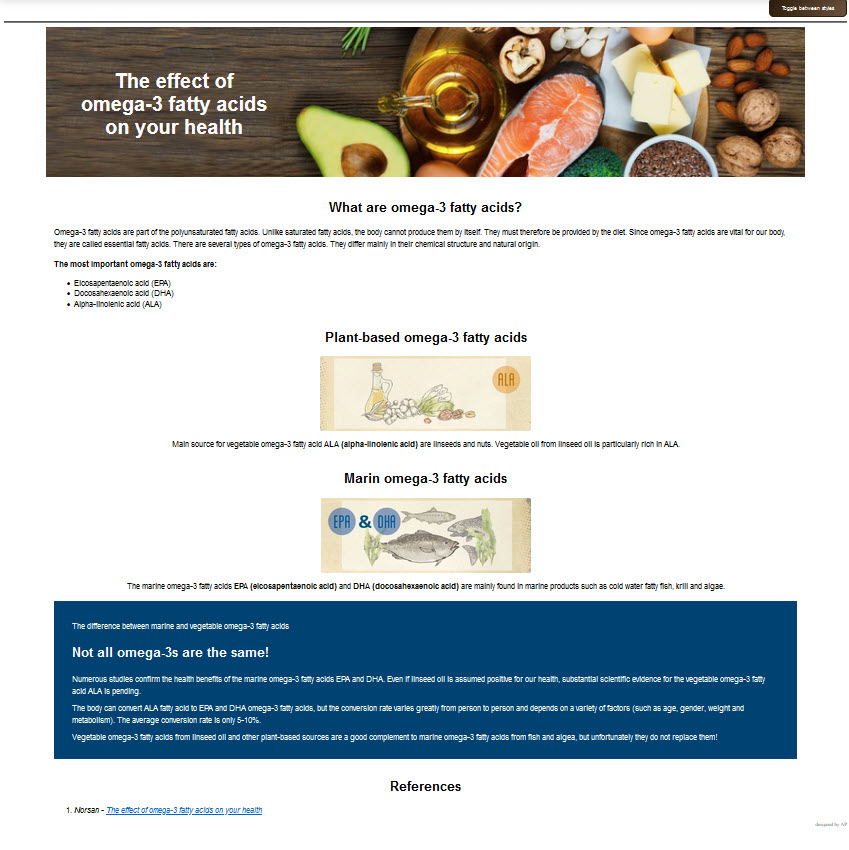 Toggle between styles
The effect of
omega-3 fatty acids
on your health
What are omega-3 fatty acids?
Omega-3 fatty acids are part of the polyunsaturated fatty acids. Unlike saturated fatty acids, the body cannot produce them by itself. They must therefore be provided by the diet. Since omega-3 fatty acids are vital for our body,
they are called essential fatty acids. There are several types of omega-3 fatty acids. They differ mainly in their chemical structure and natural origin.
The most important omega-3 fatty acids are:
• Eicosapentaenoic acid (EPA)
• Docosahexaenoic acid (DHA)
• Alpha-linolenic acid (ALA)
Plant-based omega-3 fatty acids
ALA
Main source for vegetable omega-3 fatty acid ALA (alpha-linolenic acid) are linseeds and nuts. Vegetable oil from linseed oil is particularly rich in ALA.
Marin omega-3 fatty acids
EPA & DHA
The marine omega-3 fatty acids EPA (eicosapentaenoic acid) and DHA (docosahexaenoic acid) are mainly found in marine products such as cold water fatty fish, krill and algae.
The difference between marine and vegetable omega-3 fatty acids
Not all omega-3s are the same!
Numerous studies confirm the health benefits of the marine omega-3 fatty acids EPA and DHA. Even if linseed oil is assumed positive for our health, substantial scientific evidence for the vegetable omega-3 fatty
acid ALA is pending.
The body can convert ALA fatty acid to EPA and DHA omega-3 fatty acids, but the conversion rate varies greatly from person to person and depends on a variety of factors (such as age, gender, weight and
metabolism). The average conversion rate is only 5-10%.
Vegetable omega-3 fatty acids from linseed oil and other plant-based sources are a good complement to marine omega-3 fatty acids from fish and algea, but unfortunately they do not replace them!
References
1. Norsan - The effect of omega-3 fatty acids on your health
designed by